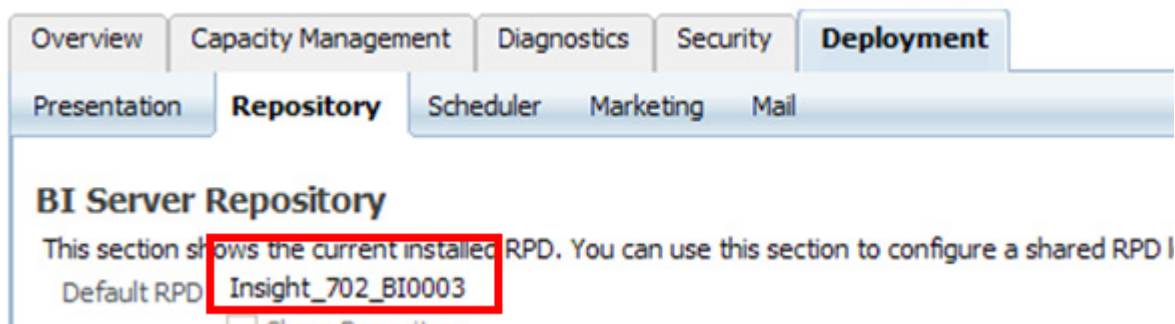 Overview Capacity Management Diagnostics Security Deployment
Presentation Repository Scheduler Marketing Mail
BI Server Repository
This section shows the current installed RPD. You can use this section to configure a shared RPD
Default RPD Insight_702_BI0003